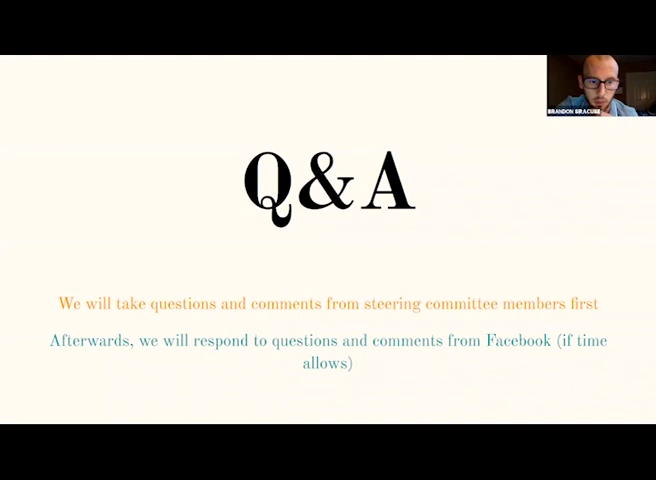 BRANDON SIRACUSE
Q&A
We will take questions and comments from steering committee members first
Afterwards, we will respond to questions and comments from Facebook (if time
allows)